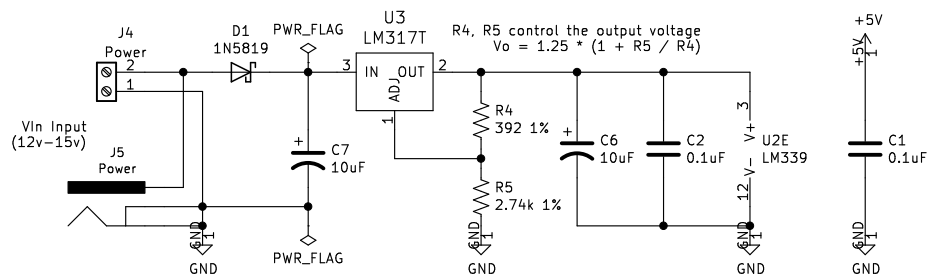 J4
Power
2
1
VIn Input
(12v-15v)
J5
Power
GND
1
GND
D1
1N5819
PWR_FLAG
+
C7
10uF
PWR_FLAG
U3
LM317T
3
IN
OUT
2
ADJ
1
R4, R5 control the output voltage
Vo = 1.25 * (1 + R5 / R4)
R4
392 1%
R5
2.74k 1%
GND
1
GND
+
C6
10uF
C2
0.1uF
3
V+
U2E
LM339
V-
12
GND
1
GND
+5V
+5V
1
C1
0.1uF
GND
1
GND